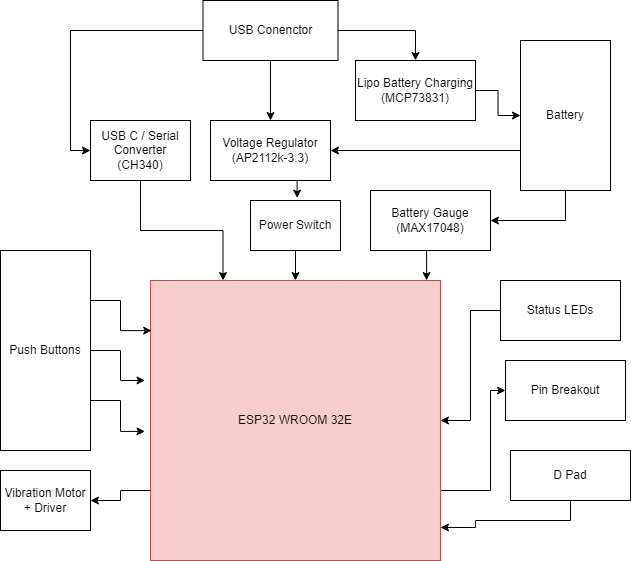 USB Conenctor
Lipo Battery Charging
(MCP73831)
Battery
USB C / Serial
Converter
(CH340)
Voltage Regulator
(AP2112k-3.3)
Power Switch
Battery Gauge
(MAX17048)
Push Buttons
Status LEDs
ESP32 WROOM 32E
Pin Breakout
D Pad
Vibration Motor
+ Driver